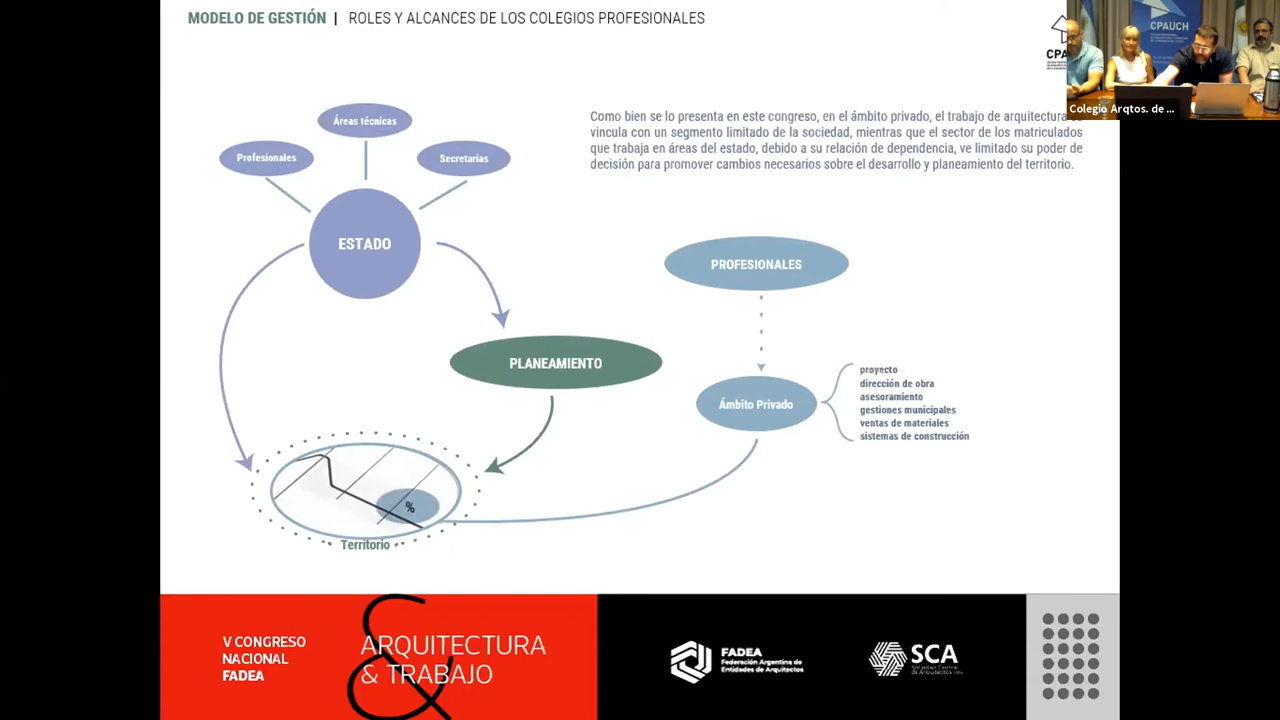 MODELO DE GESTIÓN | ROLES Y ALCANCES DE LOS COLEGIOS PROFESIONALES
CPAUCH
Colegio Arqtos. de ...
Como bien se lo presenta en este congreso, en el ámbito privado, el trabajo de arquitectura
vincula con un segmento limitado de la sociedad, mientras que el sector de los matriculados
que trabaja en áreas del estado, debido a su relación de dependencia, ve limitado su poder de
decisión para promover cambios necesarios sobre el desarrollo y planeamiento del territorio.
Áreas técnicas
Profesionales
Secretarías
ESTADO
PROFESIONALES
PLANEAMIENTO
Ámbito Privado
proyecto
dirección de obra
asesoramiento
gestiones municipales
ventas de materiales
sistemas de construcción
%
Territorio
V CONGRESO
NACIONAL
FADEA
ARQUITECTURA
& TRABAJO
FADEA
Federación Argentina de
Entidades de Arquitectos
SCA
Sociedad Central
de Arquitectos